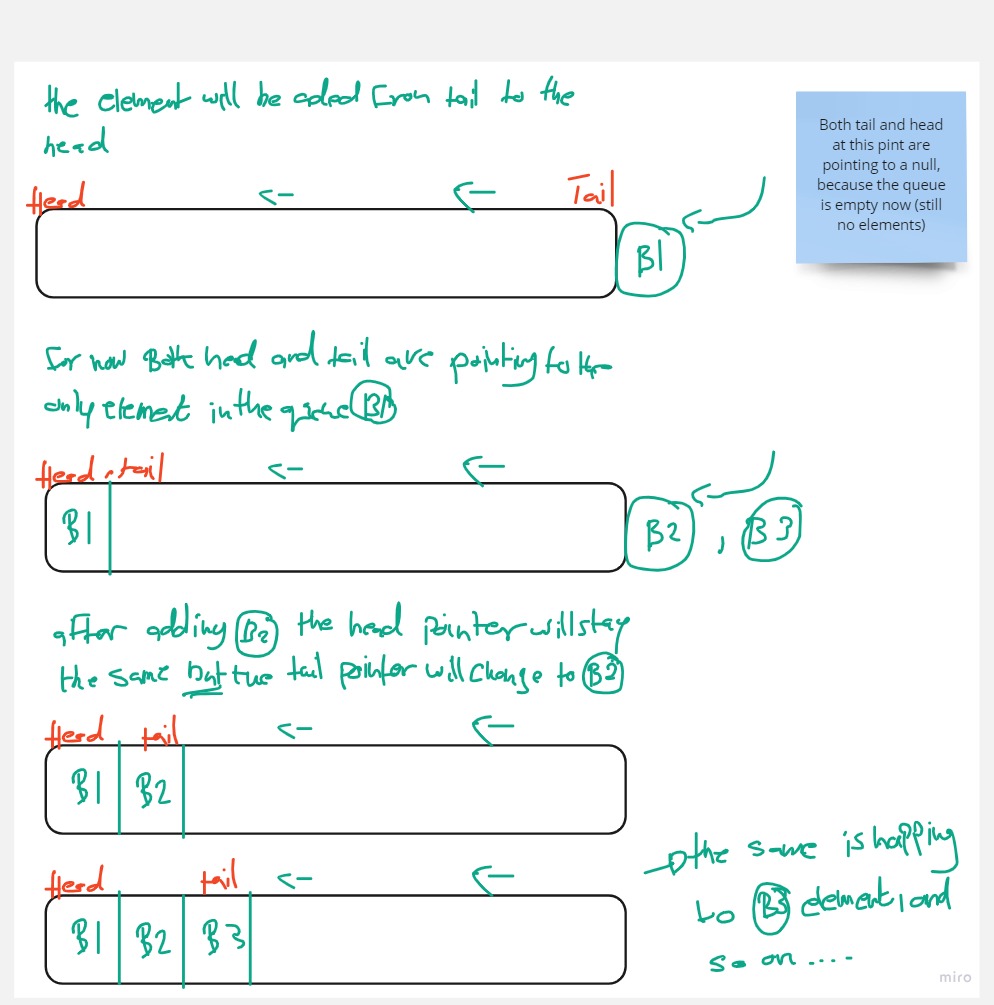 the element will be added From tail to the
head
Both tail and head
at this pint are
pointing to a null,
because the queue
is empty now (still
no elements)
Head <- <- Tail
B1
For now Both head and tail are pointing to the
only element in the queue B1
Head, tail <- <-
B1 B2 , B3
after adding B2 the head pointer will stay
the same but the tail pointer will change to B2
Head tail <- <-
B1 B2
Head tail <- <-
B1 B2 B3
the same is happing
to B3 element, and
so on ....
miro